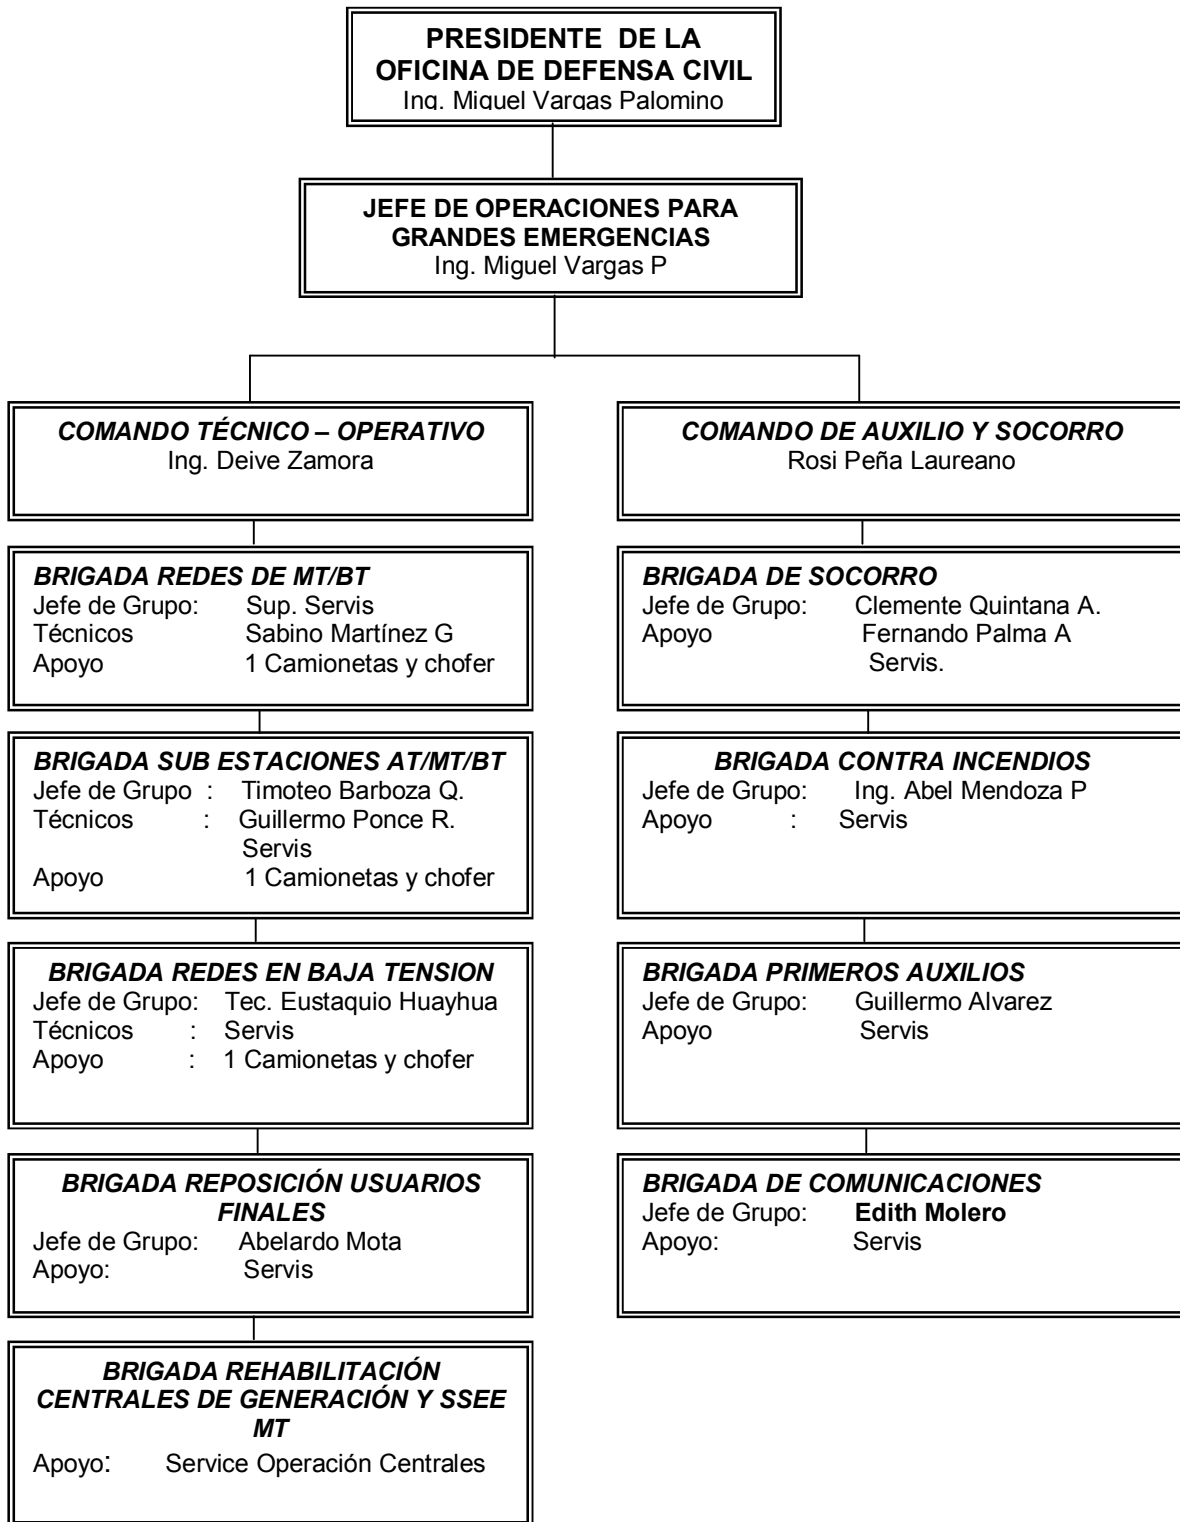 PRESIDENTE DE LA
OFICINA DE DEFENSA CIVIL
Ing. Miguel Vargas Palomino
JEFE DE OPERACIONES PARA
GRANDES EMERGENCIAS
Ing. Miguel Vargas P
COMANDO TÉCNICO – OPERATIVO
Ing. Deive Zamora
BRIGADA REDES DE MT/BT
Jefe de Grupo: Sup. Servis
Técnicos Sabino Martínez G
Apoyo 1 Camionetas y chofer
BRIGADA SUB ESTACIONES AT/MT/BT
Jefe de Grupo : Timoteo Barboza Q.
Técnicos : Guillermo Ponce R.
Servis
Apoyo 1 Camionetas y chofer
BRIGADA REDES EN BAJA TENSION
Jefe de Grupo: Tec. Eustaquio Huayhua
Técnicos : Servis
Apoyo : 1 Camionetas y chofer
BRIGADA REPOSICIÓN USUARIOS
FINALES
Jefe de Grupo: Abelardo Mota
Apoyo: Servis
BRIGADA REHABILITACIÓN
CENTRALES DE GENERACIÓN Y SSEE
MT
Apoyo: Service Operación Centrales
COMANDO DE AUXILIO Y SOCORRO
Rosi Peña Laureano
BRIGADA DE SOCORRO
Jefe de Grupo: Clemente Quintana A.
Apoyo Fernando Palma A
Servis.
BRIGADA CONTRA INCENDIOS
Jefe de Grupo: Ing. Abel Mendoza P
Apoyo : Servis
BRIGADA PRIMEROS AUXILIOS
Jefe de Grupo: Guillermo Alvarez
Apoyo Servis
BRIGADA DE COMUNICACIONES
Jefe de Grupo: Edith Molero
Apoyo: Servis